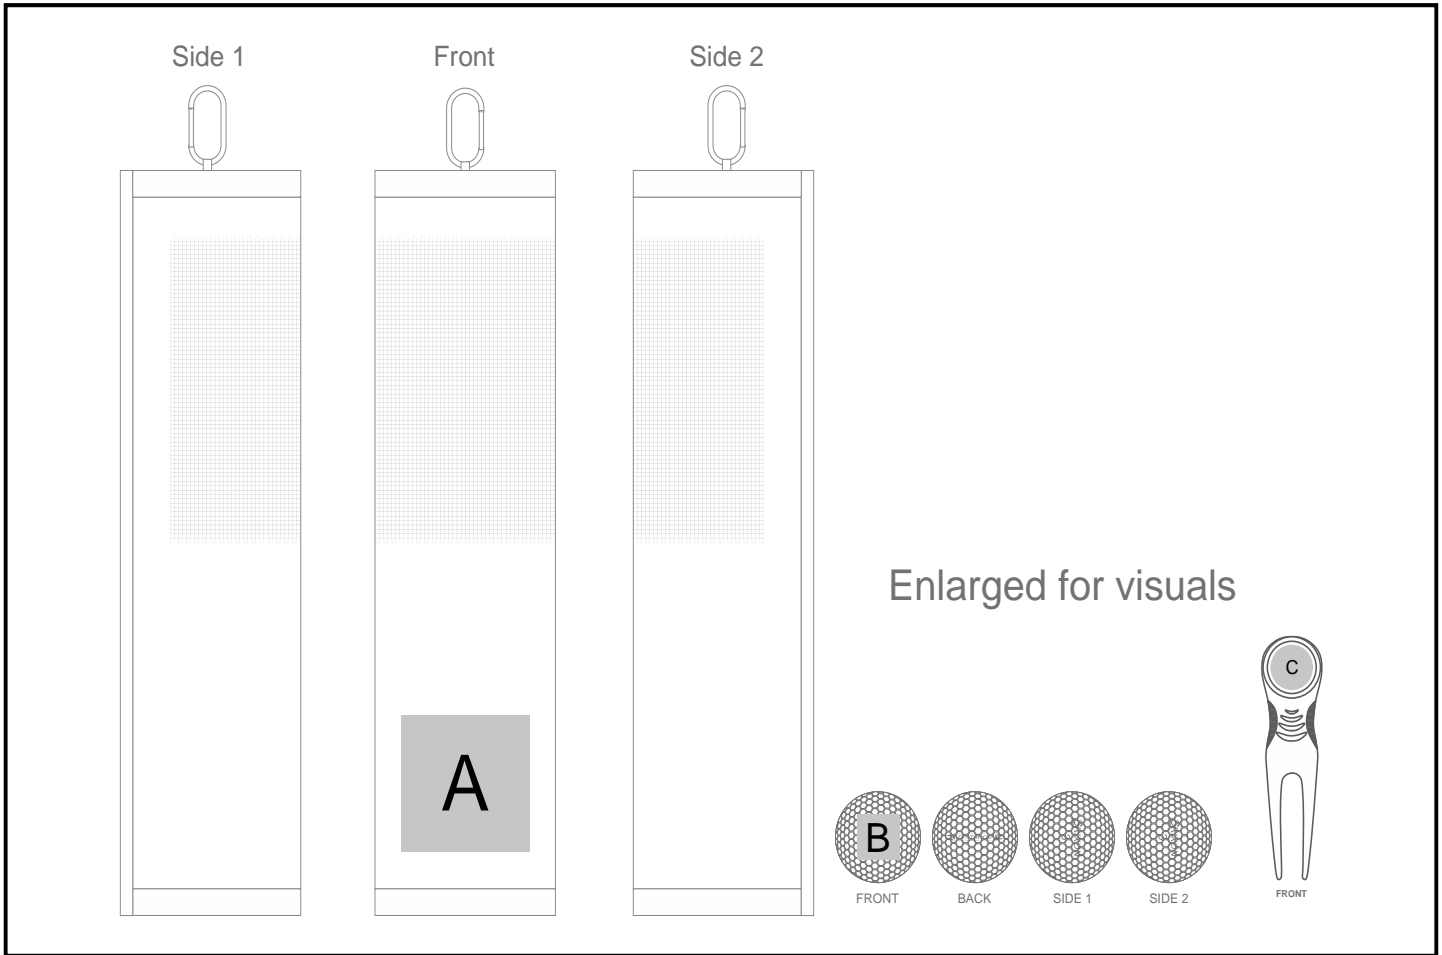 Side 1
Front
Side 2
Enlarged for visuals
A
B
C
FRONT
BACK
SIDE 1
SIDE 2
FRONT